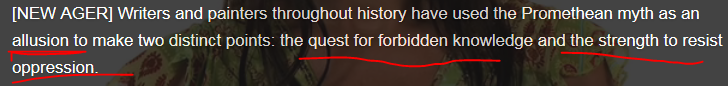 [NEW AGER] Writers and painters throughout history have used the Promethean myth as an
allusion to make two distinct points: the quest for forbidden knowledge and the strength to resist
oppression.